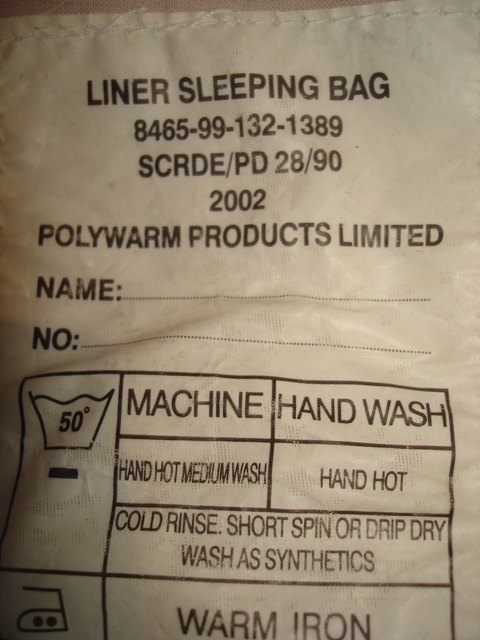 LINER SLEEPING BAG
8465-99-132-1389
SCRDE/PD 28/90
2002
POLYWARM PRODUCTS LIMITED
NAME:
NO:
50°
MACHINE
HAND WASH
HAND HOT MEDIUM WASH
HAND HOT
COLD RINSE. SHORT SPIN OR DRIP DRY
WASH AS SYNTHETICS
WARM IRON